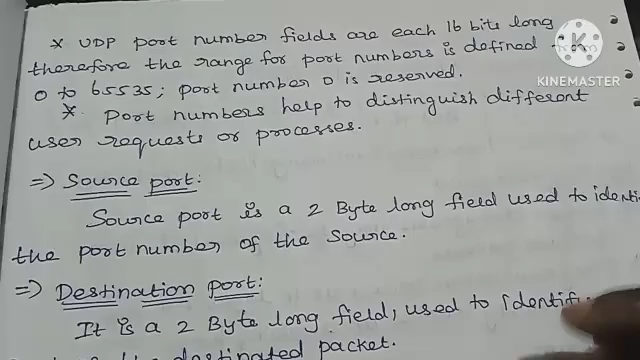 * UDP port number fields are each 16 bits long
therefore the range for port numbers is defined
0 to 65535; port number 0 is reserved.
* Port numbers help to distinguish different
user requests or processes.
=) Source port:
Source port is a 2 Byte long field used to identi
the port number of the source.
=) Destination port:
It is a 2 Byte long field, used to identify
destinated packet.
KINEMASTER